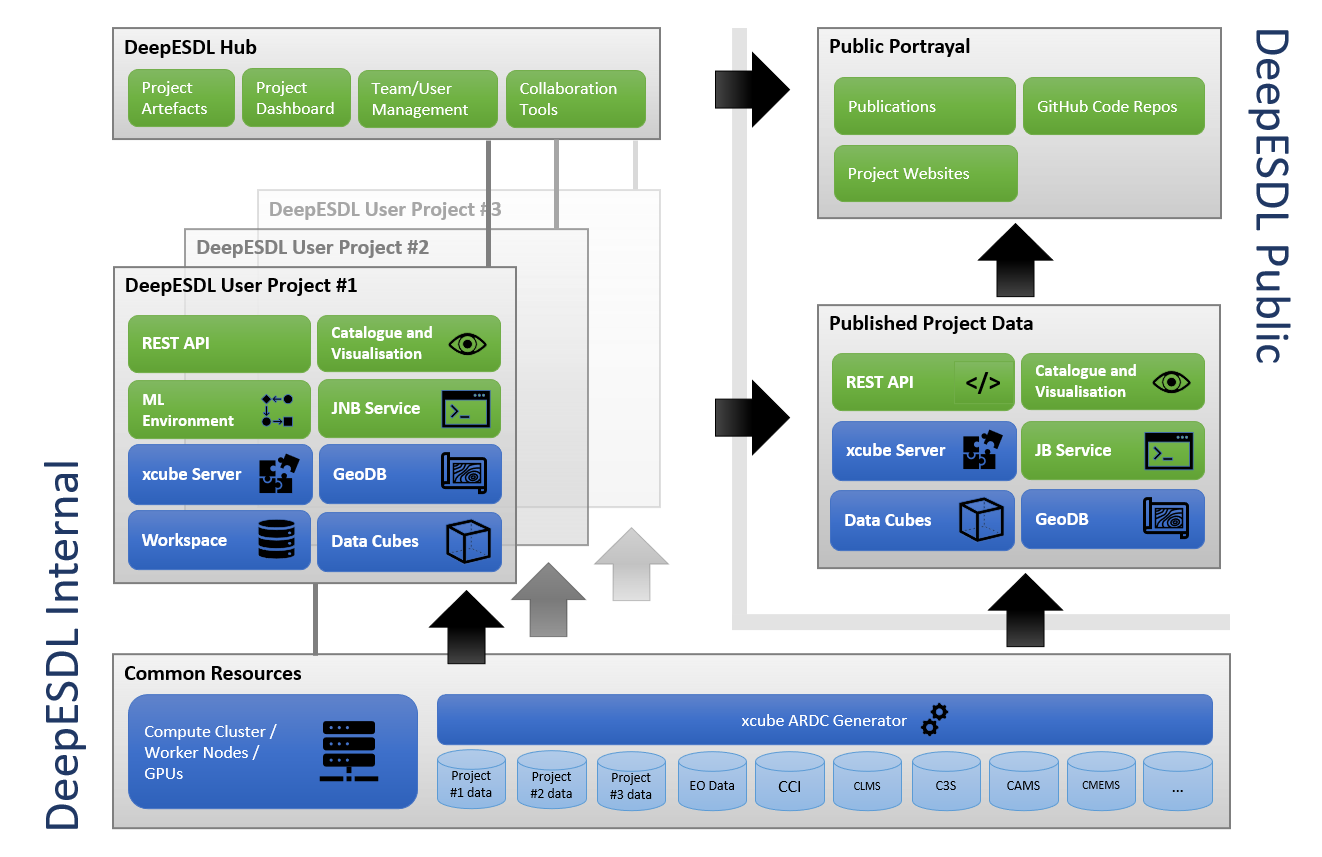 DeepESDL Internal
DeepESDL Hub
Project
Artefacts
Project
Dashboard
Team/User
Management
Collaboration
Tools
DeepESDL User Project #3
DeepESDL User Project #2
DeepESDL User Project #1
REST API
Catalogue and
Visualisation
ML
Environment
JNB Service
>_
xcube Server
GeoDB
Workspace
Data Cubes
DeepESDL Public
Public Portrayal
Publications
GitHub Code Repos
Project Websites
Published Project Data
REST API
</>
Catalogue and
Visualisation
xcube Server
JB Service
>_
Data Cubes
GeoDB
Common Resources
Compute Cluster /
Worker Nodes /
GPUs
xcube ARDC Generator
Project
#1 data
Project
#2 data
Project
#3 data
EO Data
CCI
CLMS
C3S
CAMS
CMEMS
...